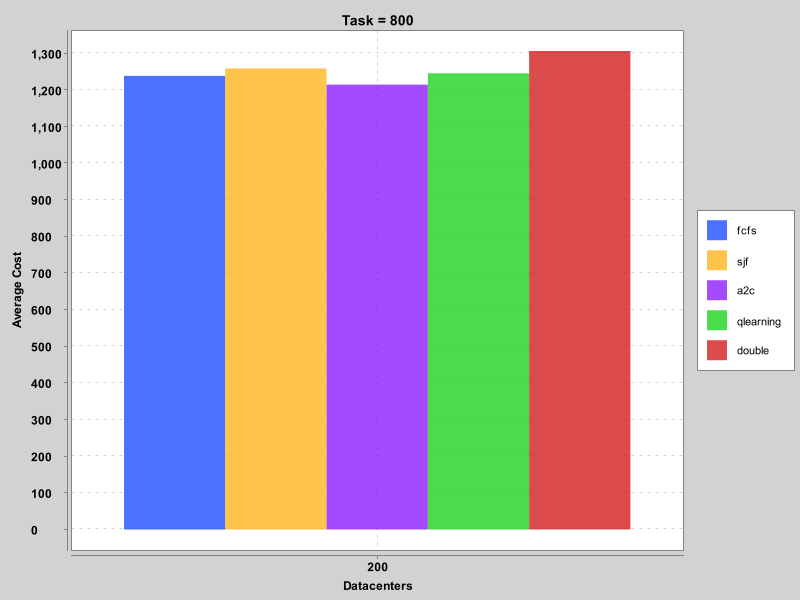 Task = 800
Average Cost
1,300
1,200
1,100
1,000
900
800
700
600
500
400
300
200
100
0
200
Datacenters
fcfs
sjf
a2c
qlearning
double